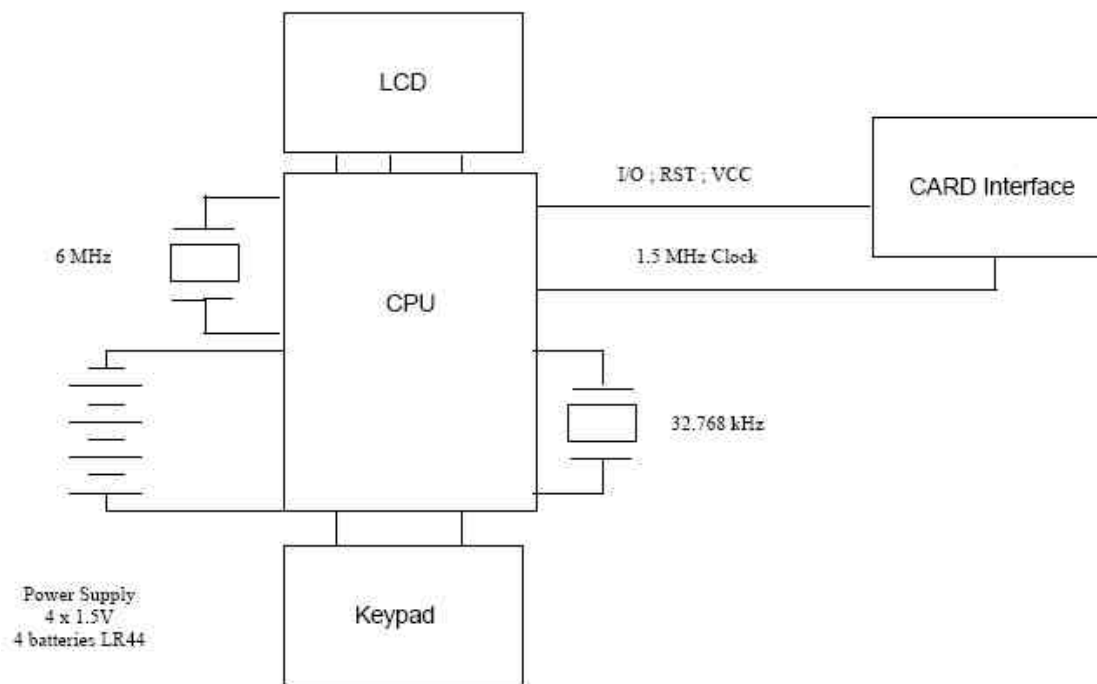 LCD
I/O ; RST ; VCC
CARD Interface
6 MHz
1.5 MHz Clock
CPU
32.768 kHz
Power Supply
4 x 1.5V
4 batteries LR44
Keypad